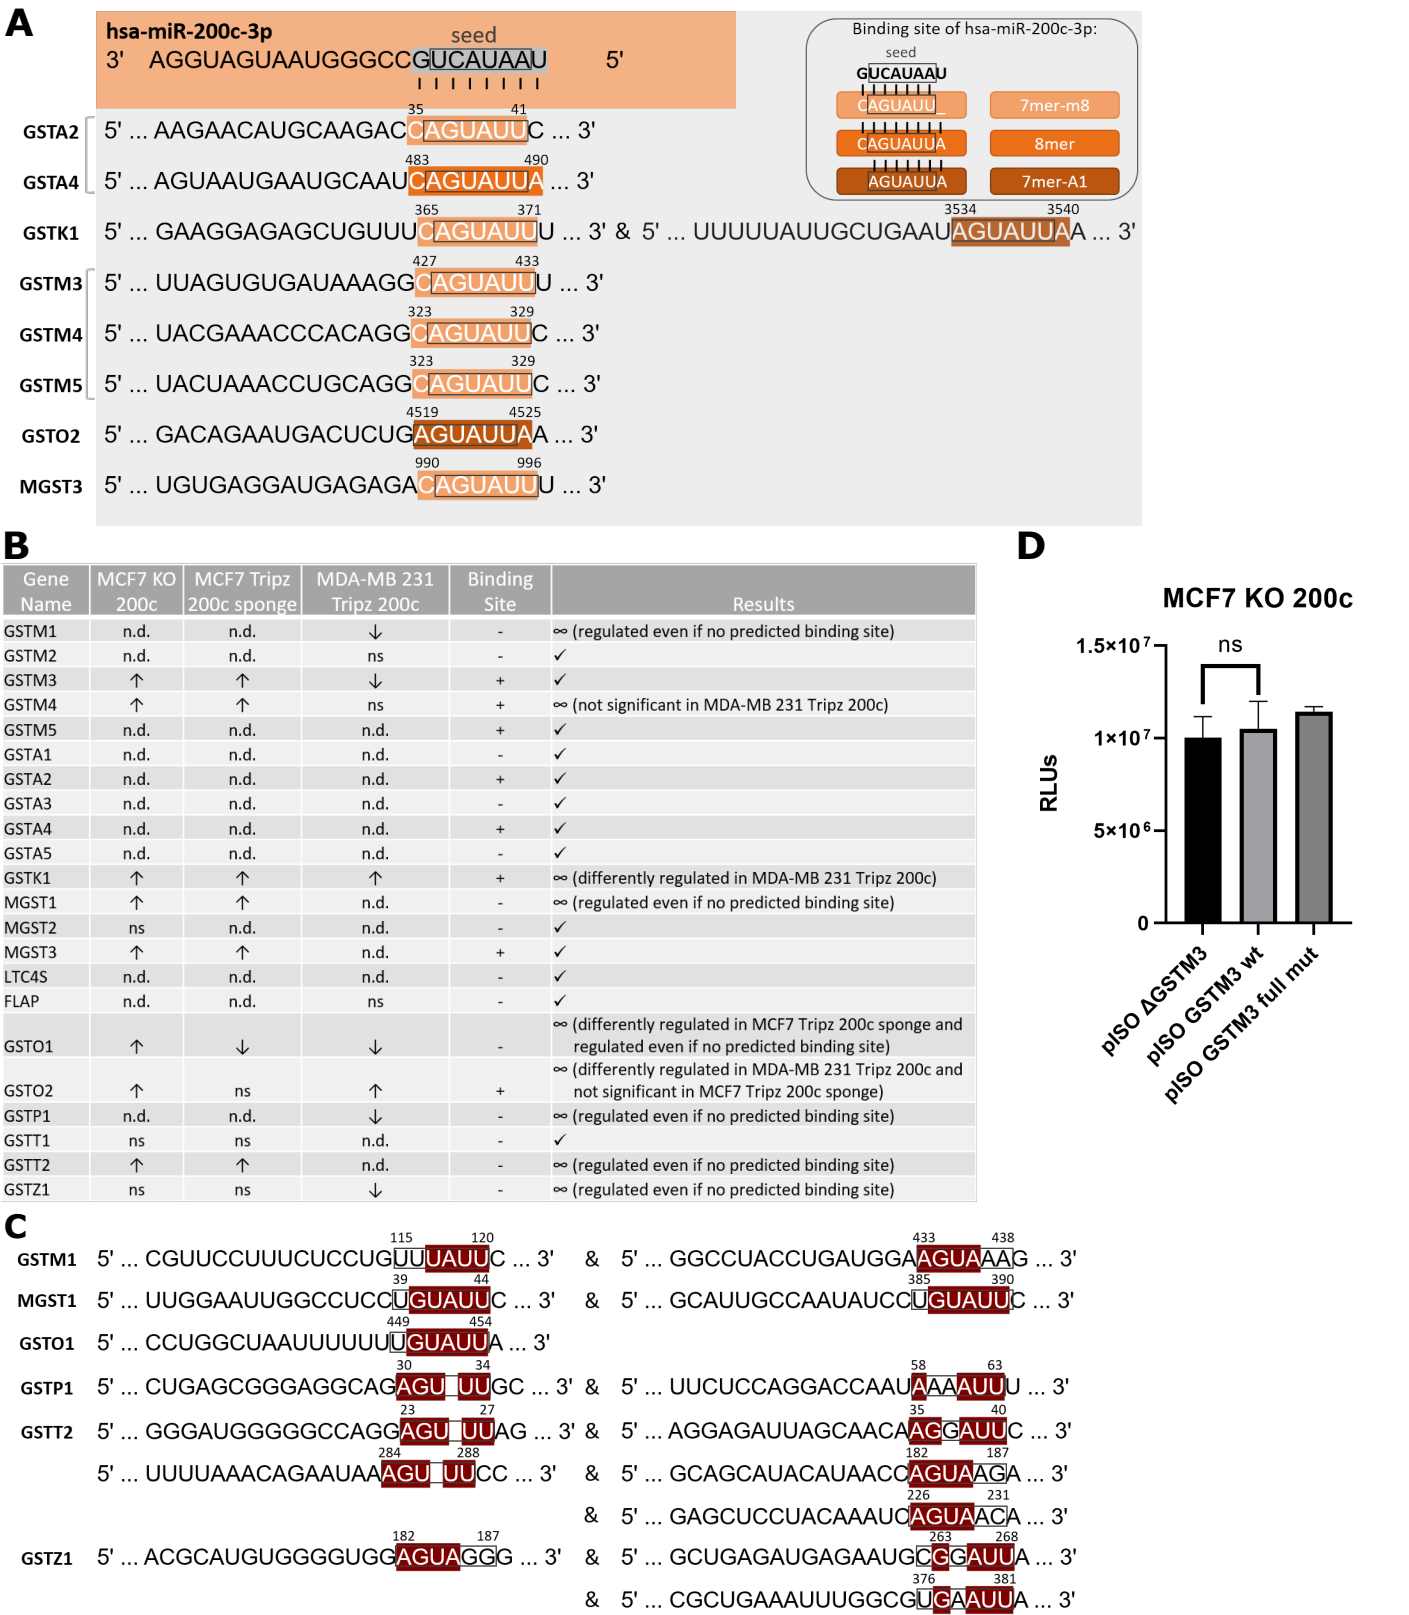 A
hsa-miR-200c-3p
seed
3' AGGUAGUAAUGGGCCGUCAUAAU 5'
Binding site of hsa-miR-200c-3p:
seed
GUCAUAAU
CAGUAUU_ 7mer-m8
CAGUAUUA 8mer
AGUAUUA 7mer-A1
35 41
GSTA2 5' ... AAGAACAUGCAAGACCAGUAUUC ... 3'
483 490
GSTA4 5' ... AGUAAUGAAUGCAAUCAGUAUUA ... 3'
365 371 3534 3540
GSTK1 5' ... GAAGGAGAGCUGUUUCAGUAUUU ... 3' & 5' ... UUUUUAUUGCUGAAUAGUAUUAA ... 3'
427 433
GSTM3 5' ... UUAGUGUGAUAAAGGCAGUAUUU ... 3'
323 329
GSTM4 5' ... UACGAAACCCACAGGCAGUAUUC ... 3'
323 329
GSTM5 5' ... UACUAAACCUGCAGGCAGUAUUC ... 3'
4519 4525
GSTO2 5' ... GACAGAAUGACUCUGAGUAUUAA ... 3'
990 996
MGST3 5' ... UGUGAGGAUGAGAGACAGUAUUU ... 3'
B
Gene Name MCF7 KO 200c MCF7 Tripz 200c sponge MDA-MB 231 Tripz 200c Binding Site Results
GSTM1 n.d. n.d. ↓ - ∞ (regulated even if no predicted binding site)
GSTM2 n.d. n.d. ns - ✓
GSTM3 ↑ ↑ ↓ + ✓
GSTM4 ↑ ↑ ns + ∞ (not significant in MDA-MB 231 Tripz 200c)
GSTM5 n.d. n.d. n.d. + ✓
GSTA1 n.d. n.d. n.d. - ✓
GSTA2 n.d. n.d. n.d. + ✓
GSTA3 n.d. n.d. n.d. - ✓
GSTA4 n.d. n.d. n.d. + ✓
GSTA5 n.d. n.d. n.d. - ✓
GSTK1 ↑ ↑ ↑ + ∞ (differently regulated in MDA-MB 231 Tripz 200c)
MGST1 ↑ ↑ n.d. - ∞ (regulated even if no predicted binding site)
MGST2 ns n.d. n.d. - ✓
MGST3 ↑ ↑ n.d. + ✓
LTC4S n.d. n.d. n.d. - ✓
FLAP n.d. n.d. ns - ✓
GSTO1 ↑ ↓ ↓ - ∞ (differently regulated in MCF7 Tripz 200c sponge and
regulated even if no predicted binding site)
GSTO2 ↑ ns ↑ + ∞ (differently regulated in MDA-MB 231 Tripz 200c and
not significant in MCF7 Tripz 200c sponge)
GSTP1 n.d. n.d. ↓ - ∞ (regulated even if no predicted binding site)
GSTT1 ns ns n.d. - ✓
GSTT2 ↑ ↑ n.d. - ∞ (regulated even if no predicted binding site)
GSTZ1 ns ns ↓ - ∞ (regulated even if no predicted binding site)
D
MCF7 KO 200c
ns
RLUs
1.5×10⁷
1×10⁷
5×10⁶
0
pISO ΔGSTM3
pISO GSTM3 wt
pISO GSTM3 full mut
C
115 120 433 438
GSTM1 5' ... CGUUCCUUUCUCCUGUUUAUUC ... 3' & 5' ... GGCCUACCUGAUGGAAGUAAAG ... 3'
39 44 385 390
MGST1 5' ... UUGGAAUUGGCCUCCUGUAUUC ... 3' & 5' ... GCAUUGCCAAUAUCCUGUAUUC ... 3'
449 454
GSTO1 5' ... CCUGGCUAAUUUUUUUGUAUUA ... 3'
30 34 58 63
GSTP1 5' ... CUGAGCGGGAGGCAGAGU UUGC ... 3' & 5' ... UUCUCCAGGACCAAUAAAAUUU ... 3'
23 27 35 40
GSTT2 5' ... GGGAUGGGGGCCAGGAGU UUAG ... 3' & 5' ... AGGAGAUUAGCAACAAGGAUUC ... 3'
284 288 182 187
5' ... UUUUAAACAGAAUAAAGU UUCC ... 3' & 5' ... GCAGCAUACAUAACCAGUAAGA ... 3'
226 231
& 5' ... GAGCUCCUACAAAUCAGUAACA ... 3'
182 187 263 268
GSTZ1 5' ... ACGCAUGUGGGGUGGAGUAGGG ... 3' & 5' ... GCUGAGAUGAGAAUGCGGAUUA ... 3'
376 381
& 5' ... CGCUGAAAUUUGGCGUGAAUUA ... 3'